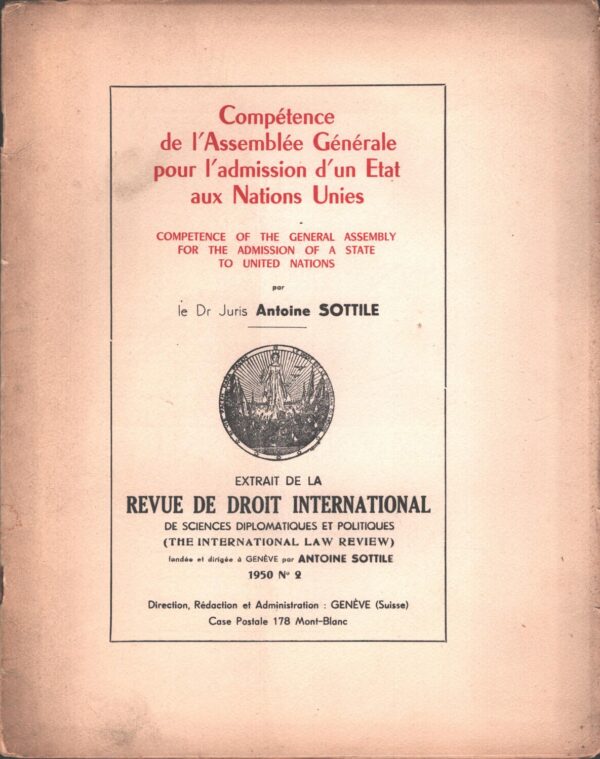 Compétence
de l'Assemblée Générale
pour l'admission d'un Etat
aux Nations Unies
COMPETENCE OF THE GENERAL ASSEMBLY
FOR THE ADMISSION OF A STATE
TO UNITED NATIONS
par
le Dr Juris Antoine SOTTILE
EXTRAIT DE LA
REVUE DE DROIT INTERNATIONAL
DE SCIENCES DIPLOMATIQUES ET POLITIQUES
(THE INTERNATIONAL LAW REVIEW)
fondée et dirigée à GENÈVE par ANTOINE SOTTILE
1950 Nº 2
Direction, Rédaction et Administration : GENÈVE (Suisse)
Case Postale 178 Mont-Blanc